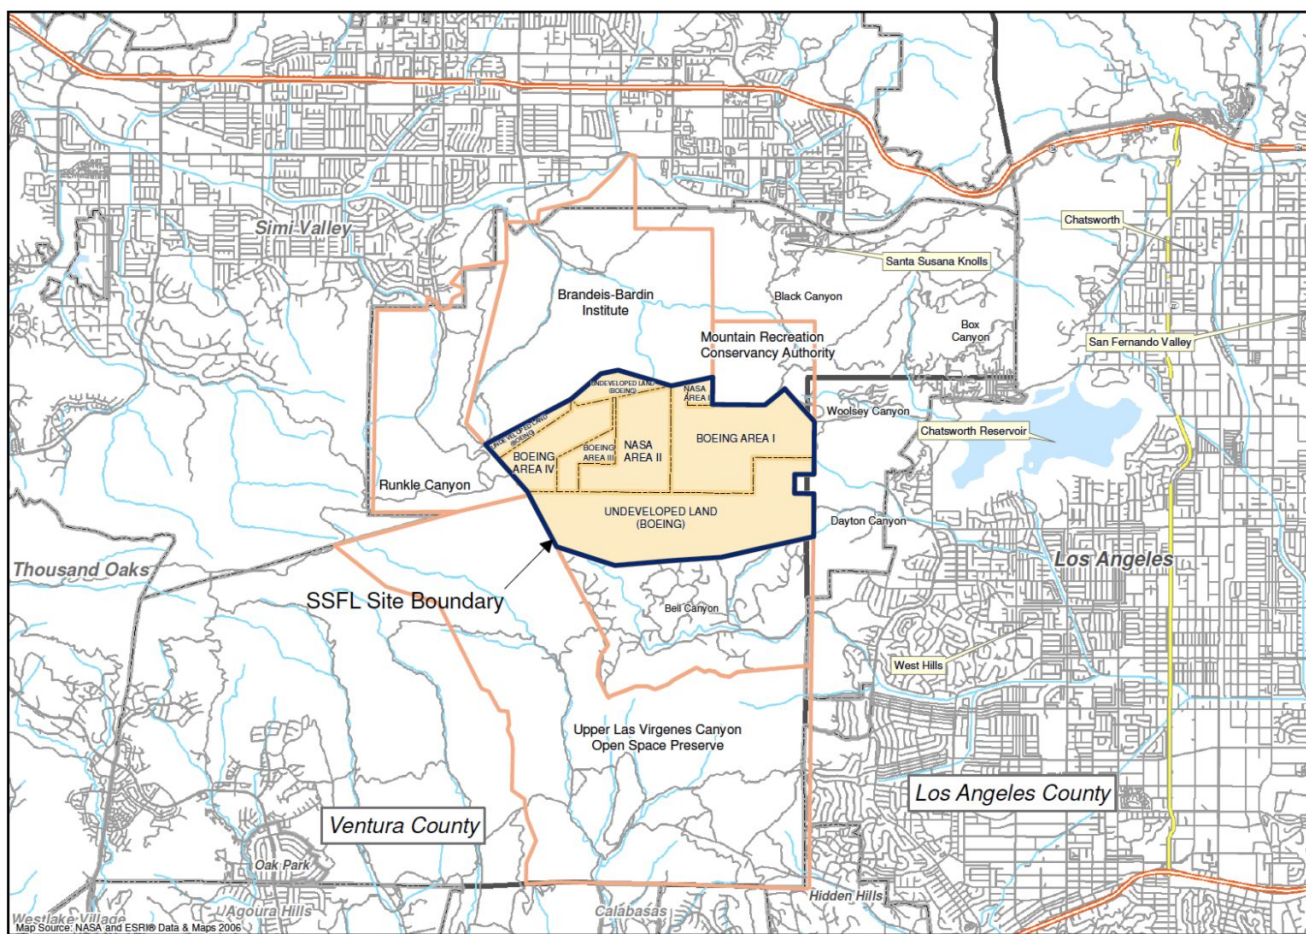 Chatsworth
Simi Valley
Santa Susana Knolls
Brandeis-Bardin
Institute
Black Canyon
Box
Canyon
Mountain Recreation
Conservancy Authority
San Fernando Valley
UNDEVELOPED LAND
(BOEING)
NASA
AREA I
Woolsey Canyon
UNDEVELOPED LAND
(BOEING)
Chatsworth Reservoir
BOEING AREA I
BOEING
AREA III
NASA
AREA II
BOEING
AREA IV
Runkle Canyon
UNDEVELOPED LAND
(BOEING)
Dayton Canyon
Thousand Oaks
Los Angeles
SSFL Site Boundary
Bell Canyon
West Hills
Upper Las Virgenes Canyon
Open Space Preserve
Los Angeles County
Ventura County
Oak Park
Hidden Hills
Westlake Village
Agoura Hills
Calabasas
Map Source: NASA and ESRI® Data & Maps 2006